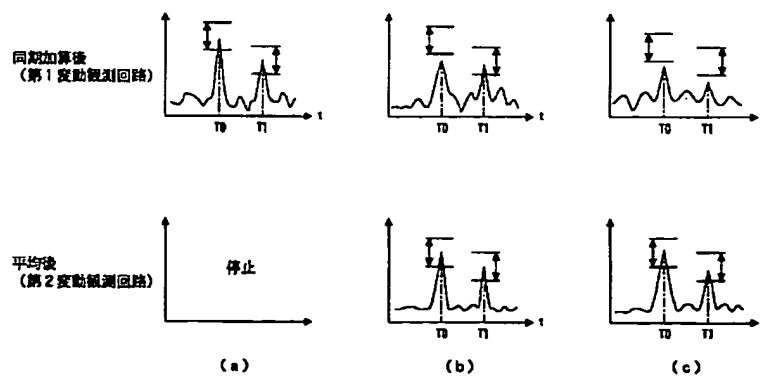 同期加算後
(第1変動観測回路)
T0 T1 t
T0 T1 t
T0 T1
平均後
(第2変動観測回路)
停止
T0 T1 t
T0 T1
(a) (b) (c)